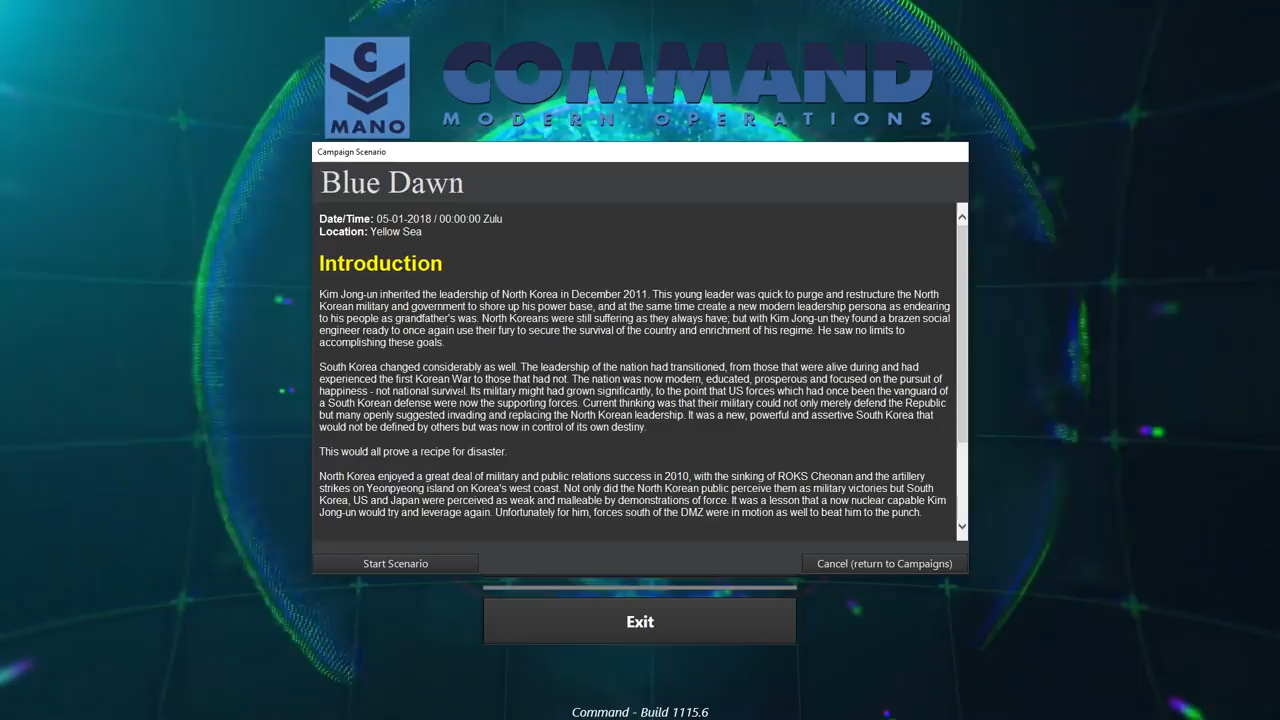 C
MANO
COMMAND
MODERN OPERATIONS
Campaign Scenario
Blue Dawn
Date/Time: 05-01-2018 / 00:00:00 Zulu
Location: Yellow Sea
Introduction
Kim Jong-un inherited the leadership of North Korea in December 2011. This young leader was quick to purge and restructure the North
Korean military and government to shore up his power base, and at the same time create a new modern leadership persona as endearing
to his people as grandfather's was. North Koreans were still suffering as they always have, but with Kim Jong-un they found a brazen social
engineer ready to once again use their fury to secure the survival of the country and enrichment of his regime. He saw no limits to
accomplishing these goals.
South Korea changed considerably as well. The leadership of the nation had transitioned, from those that were alive during and had
experienced the first Korean War to those that had not. The nation was now modern, educated, prosperous and focused on the pursuit of
happiness - not national survivel. Its military might had grown significantly, to the point that US forces which had once been the vanguard of
a South Korean defense were now the supporting forces. Current thinking was that their military could not only merely defend the Republic
but many openly suggested invading and replacing the North Korean leadership. It was a new, powerful and assertive South Korea that
would not be defined by others but was now in control of its own destiny.
This would all prove a recipe for disaster.
North Korea enjoyed a great deal of military and public relations success in 2010, with the sinking of ROKS Cheonan and the artillery
strikes on Yeonpyeong island on Korea's west coast. Not only did the North Korean public perceive them as military victories but South
Korea. US and Japan were perceived as weak and malleable by demonstrations of force. It was a lesson that a now nuclear capable Kim
Jong-un would try and leverage again. Unfortunately for him, forces south of the DMZ were in motion as well to beat him to the punch.
Start Scenario
Cancel (return to Campaigns)
Exit
Command - Build 1115.6